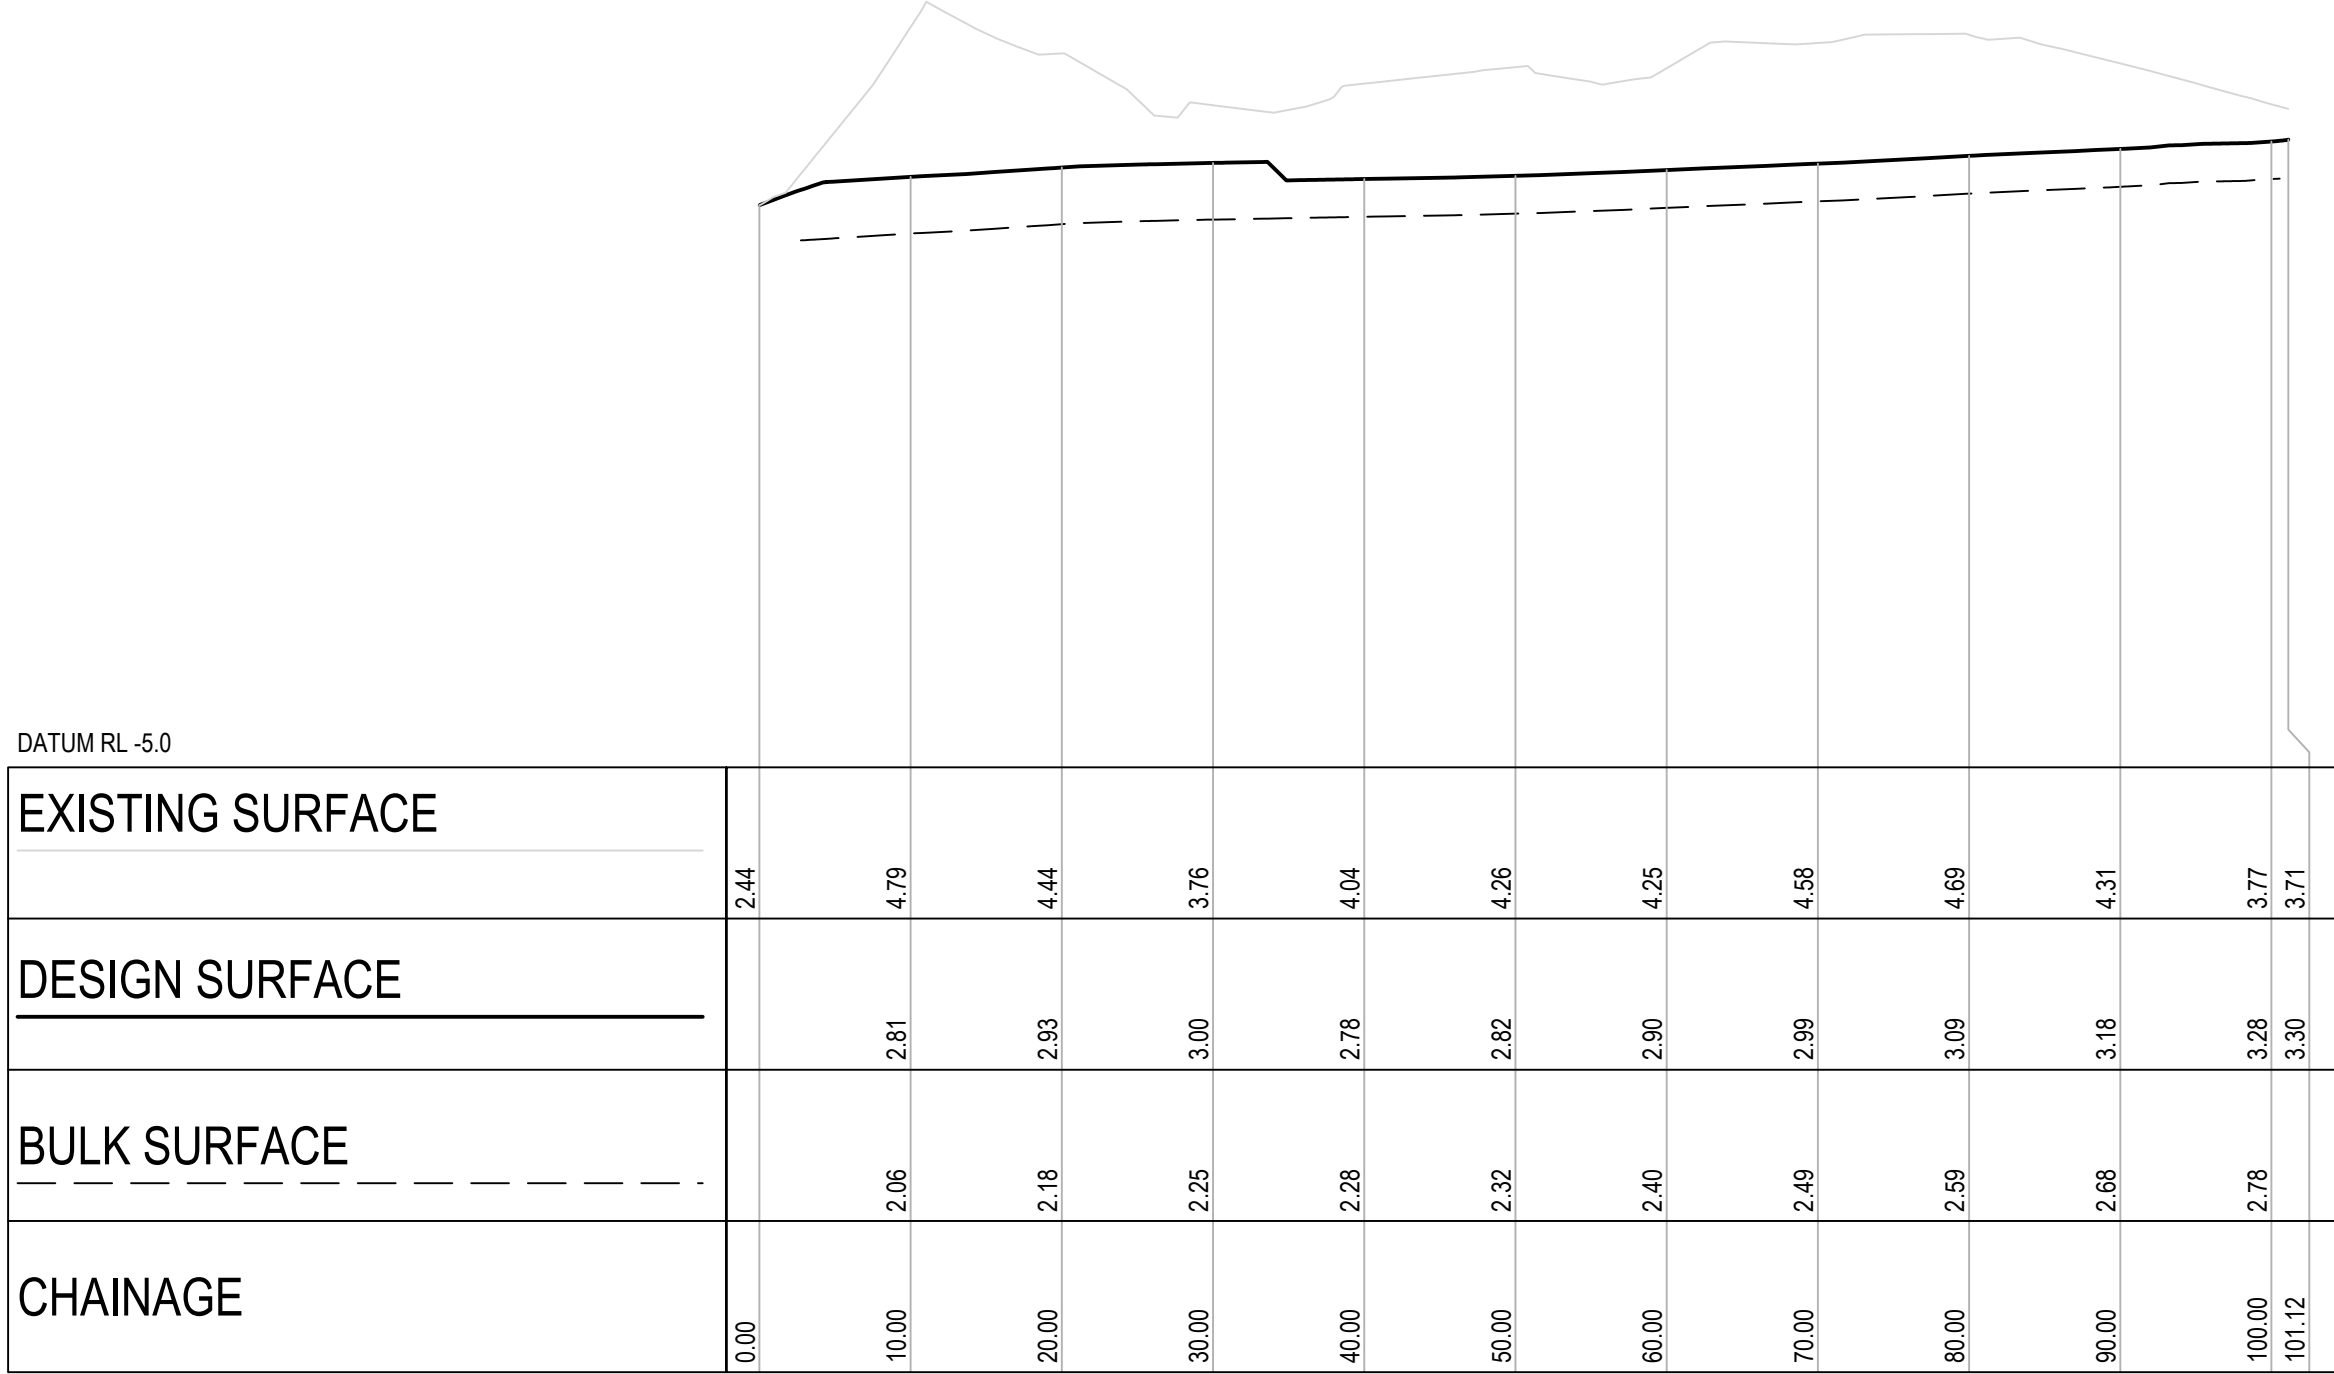 DATUM RL -5.0
EXISTING SURFACE
2.44 4.79 4.44 3.76 4.04 4.26 4.25 4.58 4.69 4.31 3.77 3.71
DESIGN SURFACE
2.81 2.93 3.00 2.78 2.82 2.90 2.99 3.09 3.18 3.28 3.30
BULK SURFACE
2.06 2.18 2.25 2.28 2.32 2.40 2.49 2.59 2.68 2.78
CHAINAGE
0.00 10.00 20.00 30.00 40.00 50.00 60.00 70.00 80.00 90.00 100.00 101.12